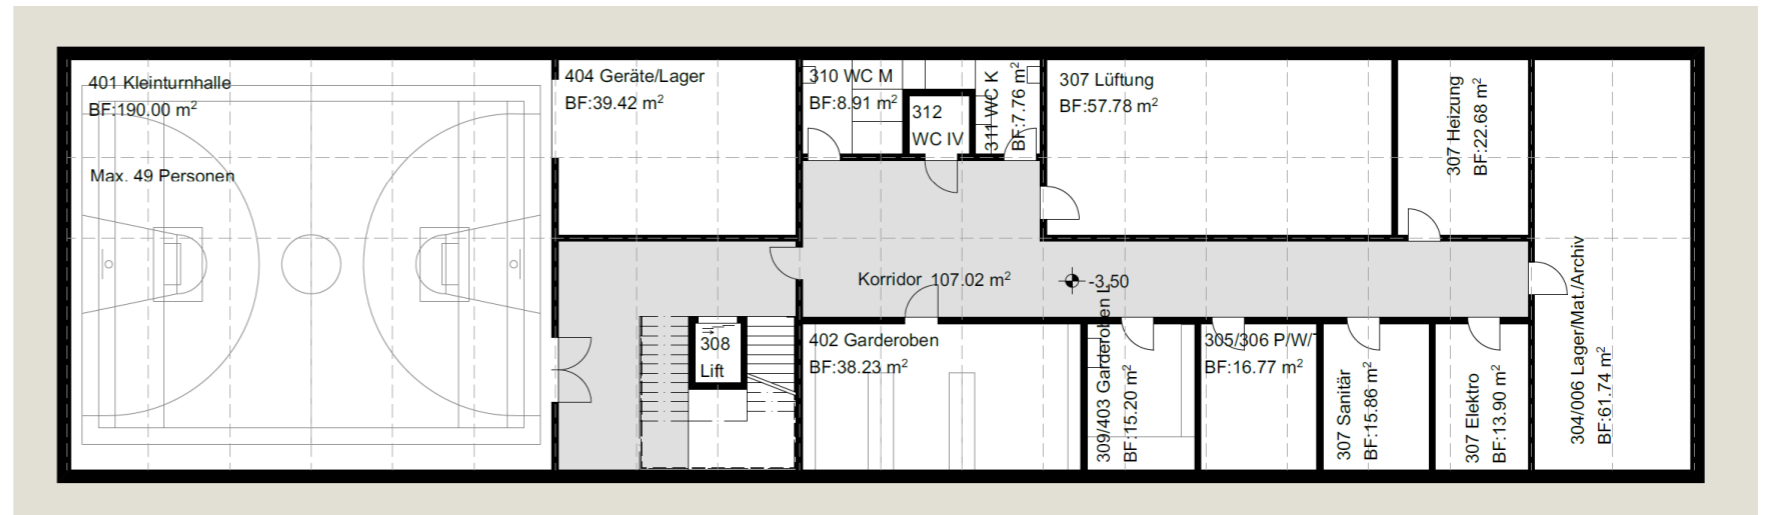 401 Kleinturnhalle
BF:190.00 m²
Max. 49 Personen
404 Geräte/Lager
BF:39.42 m²
310 WC M
BF:8.91 m²
312
WC IV
311 WC K
BF:7.76 m²
307 Lüftung
BF:57.78 m²
307 Heizung
BF:22.68 m²
Korridor 107.02 m²
-3,50
308
Lift
402 Garderoben
BF:38.23 m²
309/403 Garderoben L
BF:15.20 m²
305/306 P/W/T
BF:16.77 m²
307 Sanitär
BF:15.86 m²
307 Elektro
BF:13.90 m²
304/006 Lager/Mat./Archiv
BF:61.74 m²